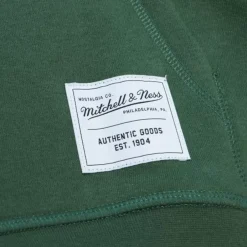 NOSTALGIA CO.
Mitchell & Ness
PHILADELPHIA, PA.
AUTHENTIC GOODS
EST. 1904